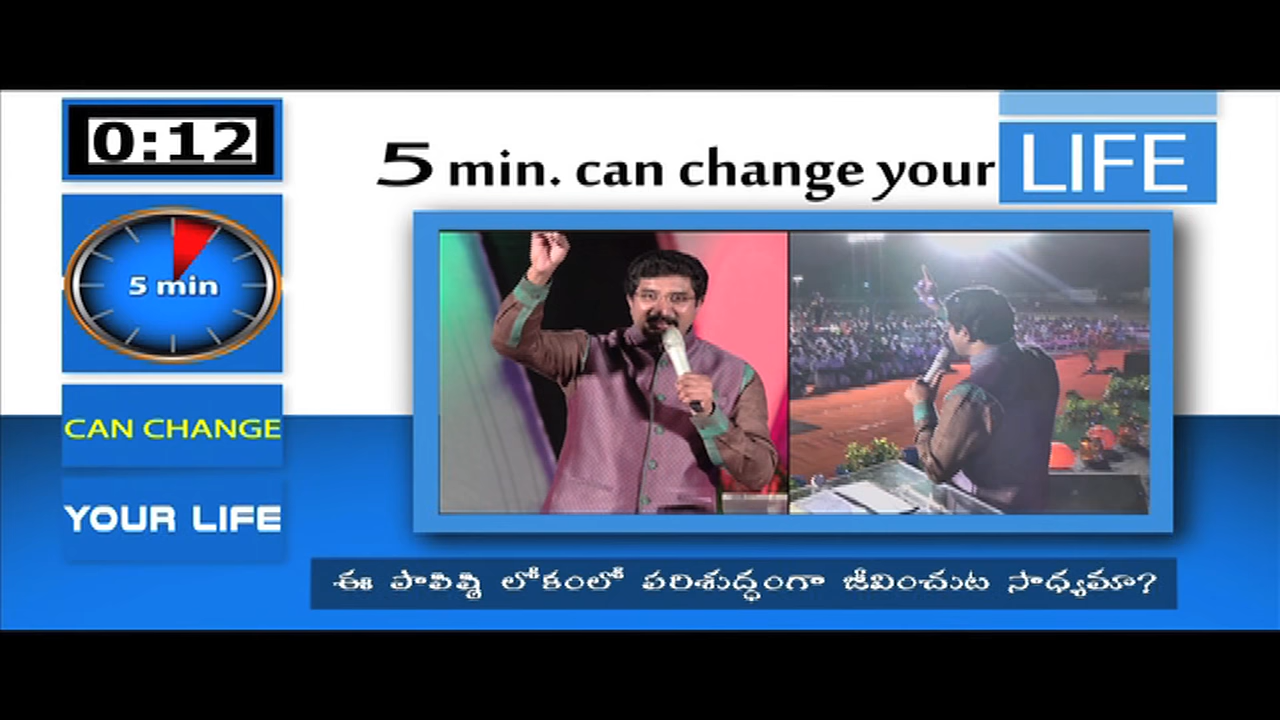 0:12
5 min. can change your LIFE
5 min
CAN CHANGE
YOUR LIFE
ఈ పాపిష్ఠి లోకంలో పరిశుద్ధంగా జీవించుట సాధ్యమా?